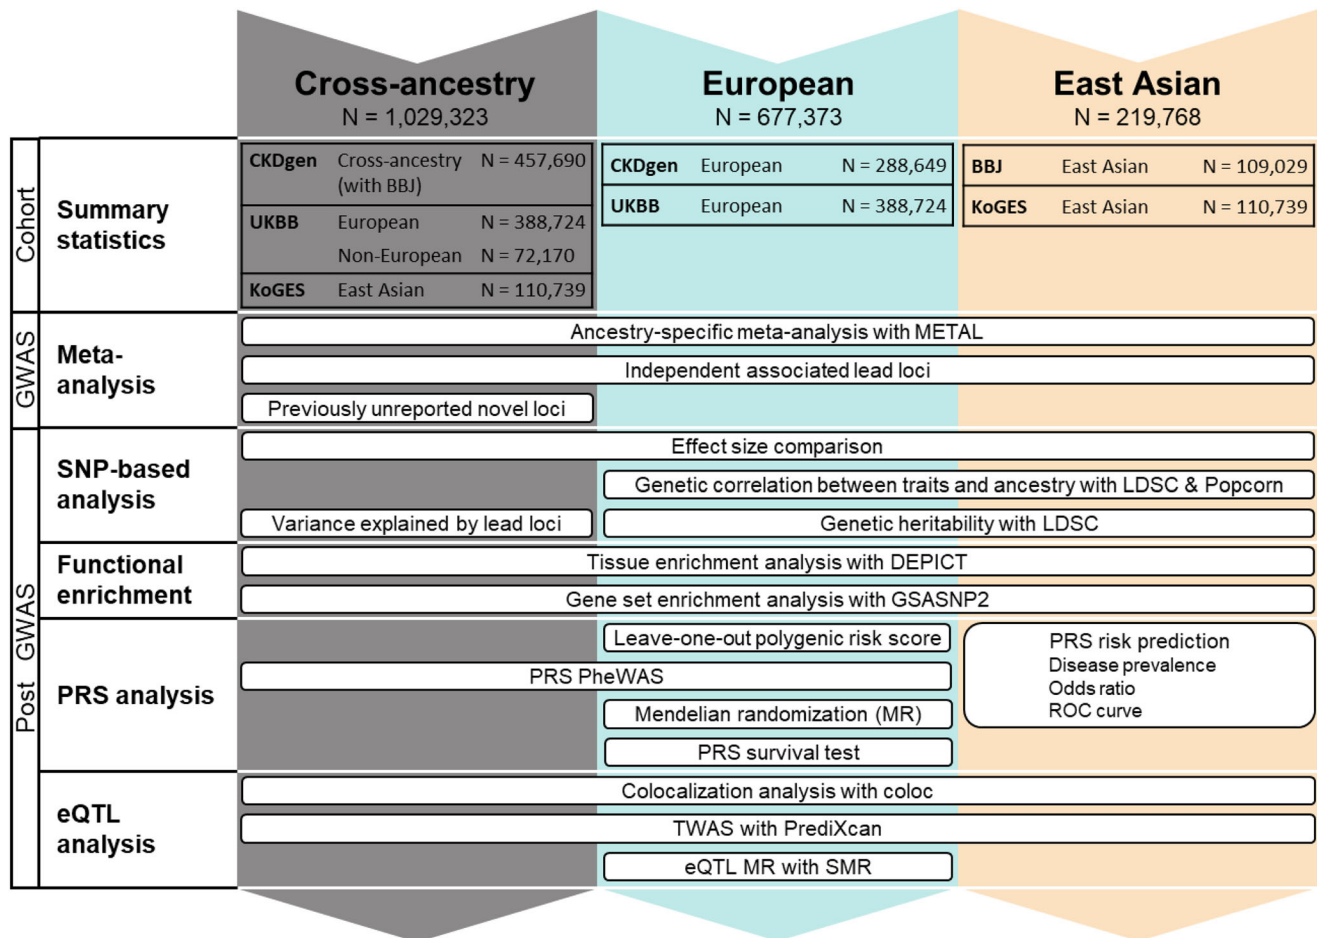 Cross-ancestry
N = 1,029,323
European
N = 677,373
East Asian
N = 219,768
Cohort
Summary
statistics
CKDgen Cross-ancestry N = 457,690
(with BBJ)
UKBB European N = 388,724
Non-European N = 72,170
KoGES East Asian N = 110,739
CKDgen European N = 288,649
UKBB European N = 388,724
BBJ East Asian N = 109,029
KoGES East Asian N = 110,739
GWAS
Meta-
analysis
Ancestry-specific meta-analysis with METAL
Independent associated lead loci
Previously unreported novel loci
Post GWAS
SNP-based
analysis
Effect size comparison
Genetic correlation between traits and ancestry with LDSC & Popcorn
Variance explained by lead loci
Genetic heritability with LDSC
Functional
enrichment
Tissue enrichment analysis with DEPICT
Gene set enrichment analysis with GSASNP2
PRS analysis
Leave-one-out polygenic risk score
PRS PheWAS
Mendelian randomization (MR)
PRS survival test
PRS risk prediction
Disease prevalence
Odds ratio
ROC curve
eQTL
analysis
Colocalization analysis with coloc
TWAS with PrediXcan
eQTL MR with SMR